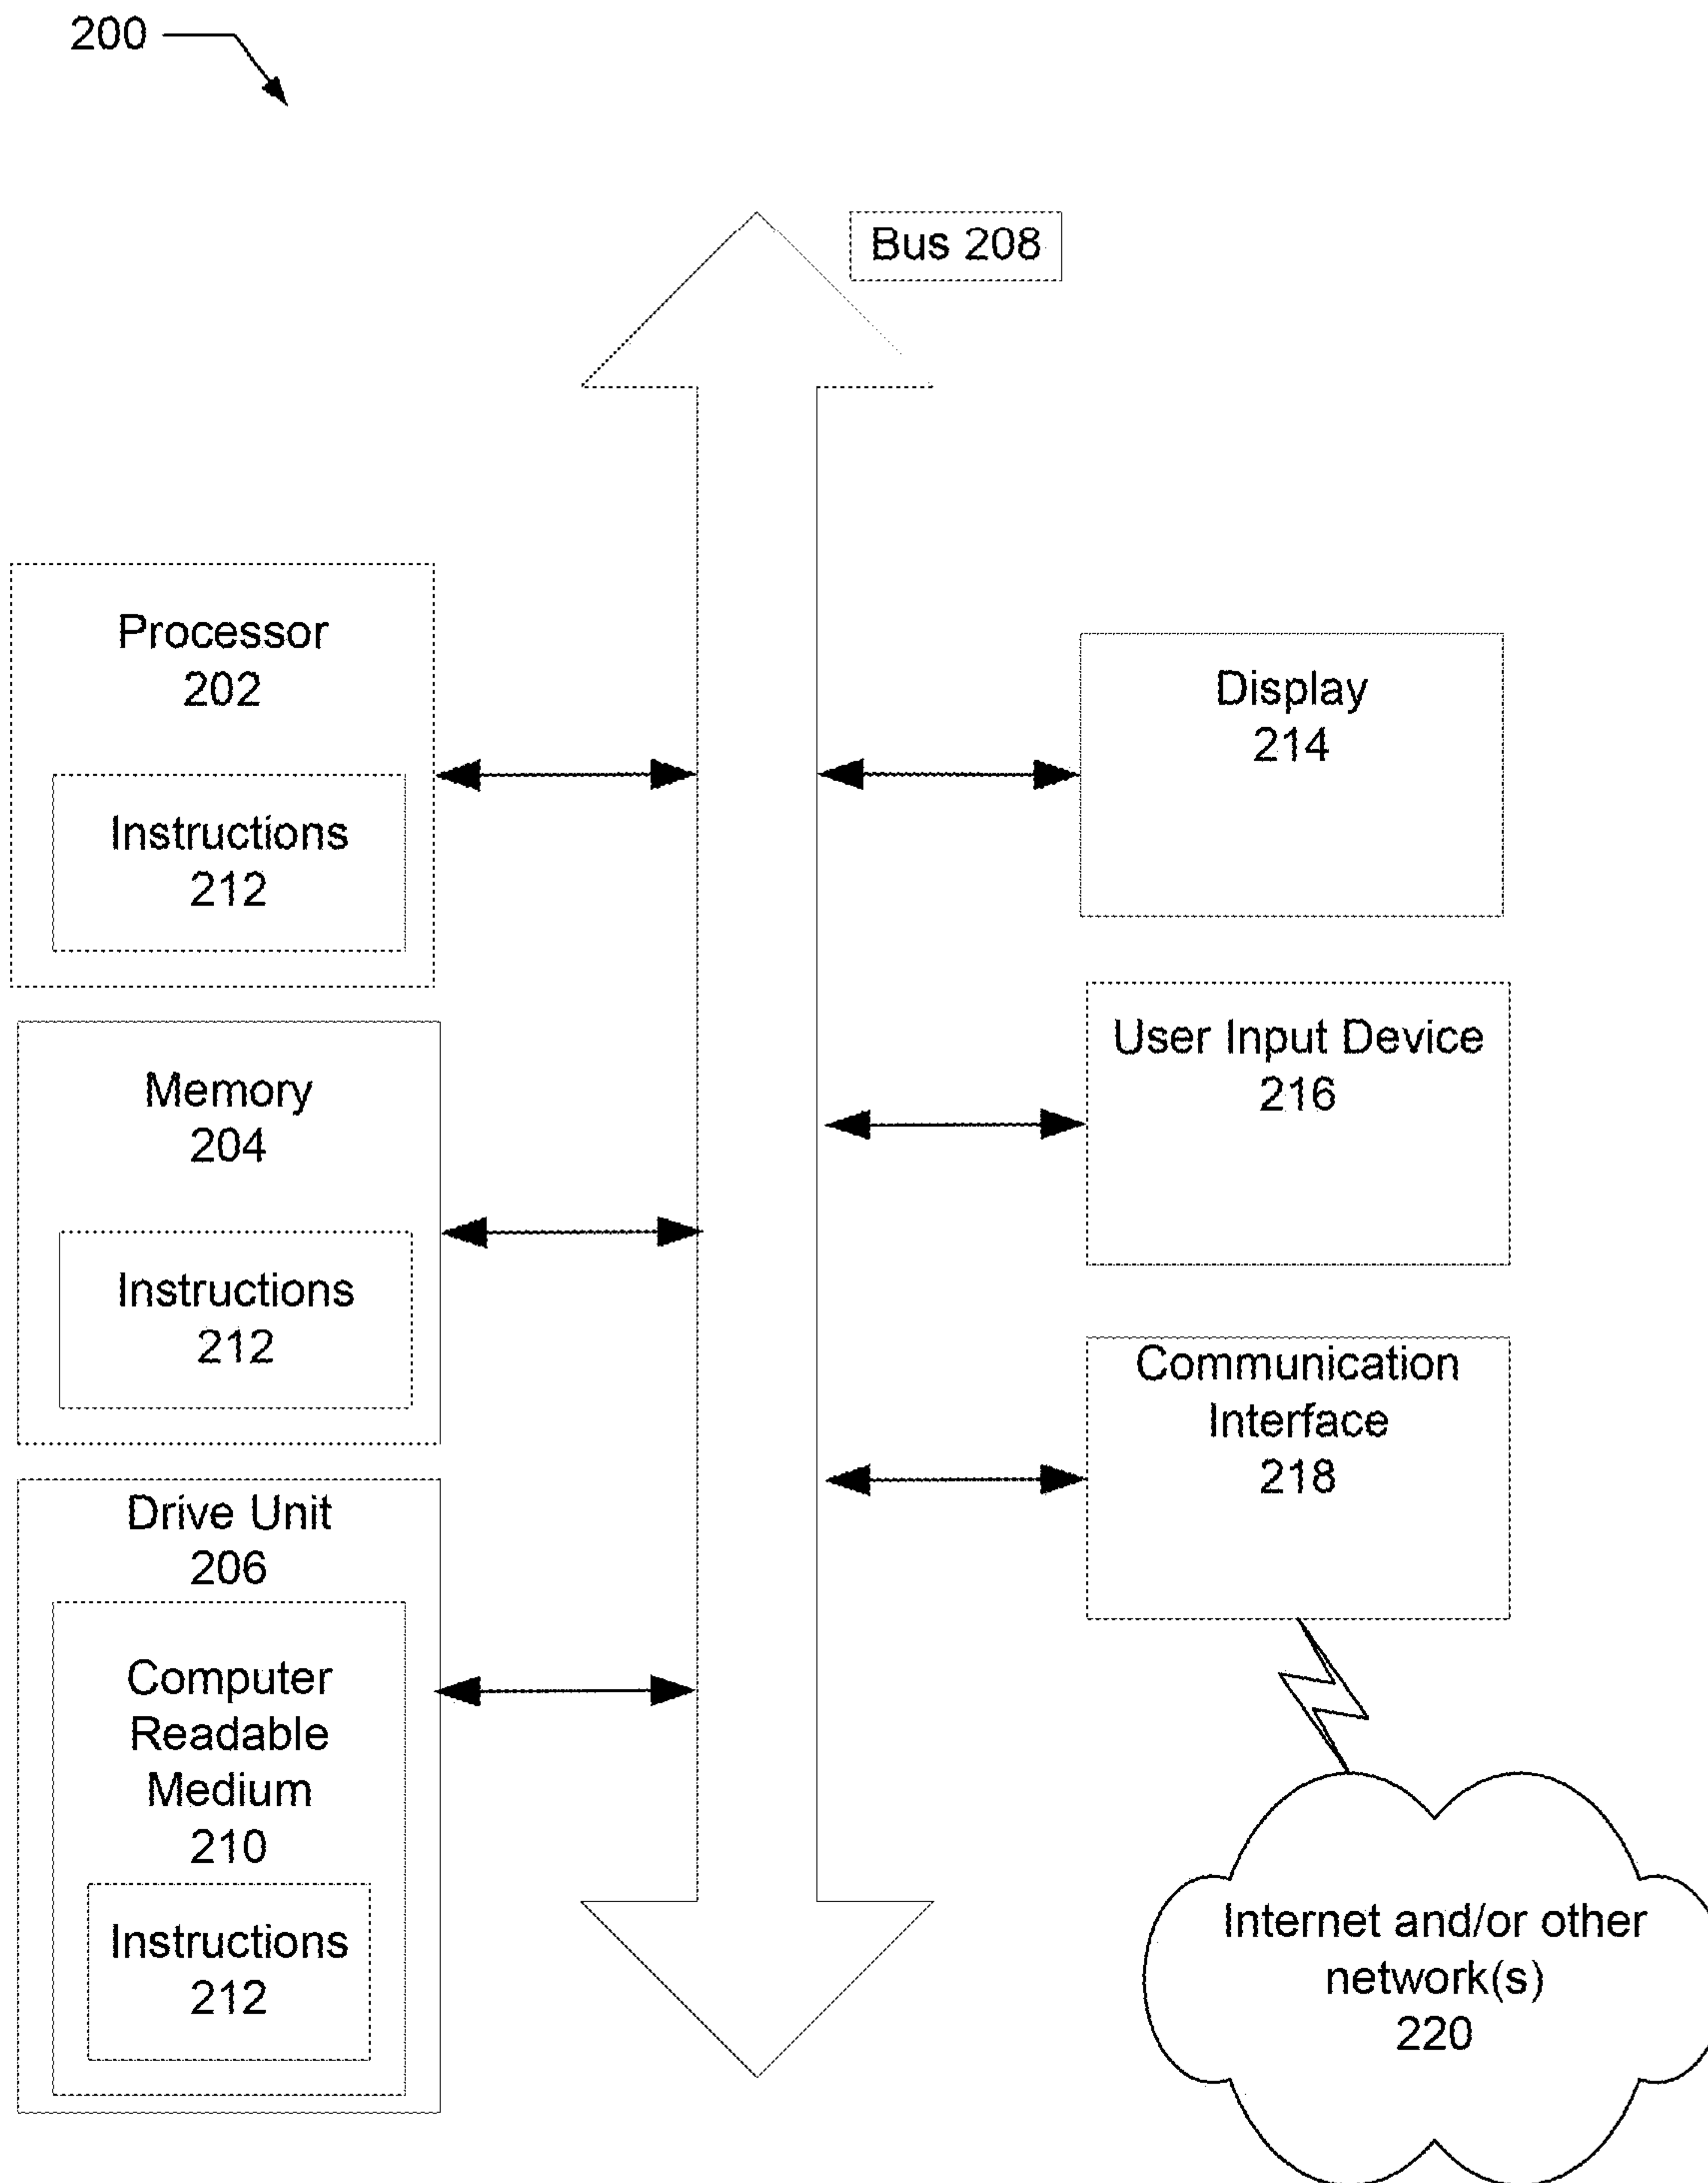 200
Bus 208
Processor
202
Instructions
212
Memory
204
Instructions
212
Drive Unit
206
Computer
Readable
Medium
210
Instructions
212
Display
214
User Input Device
216
Communication
Interface
218
Internet and/or other
network(s)
220